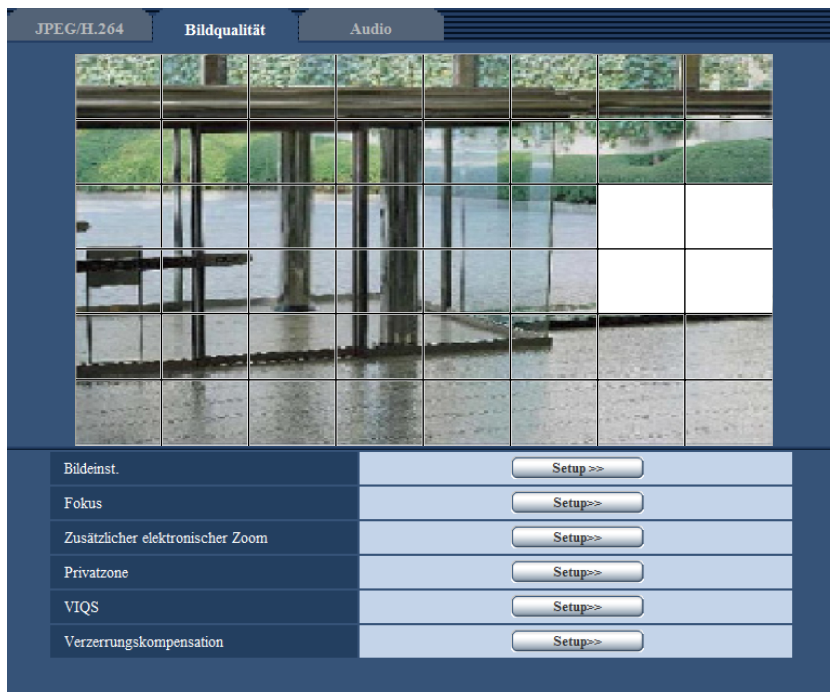 JPEG/H.264 Bildqualität Audio
Bildeinst. Setup >>
Fokus Setup>>
Zusätzlicher elektronischer Zoom Setup>>
Privatzone Setup>>
VIQS Setup>>
Verzerrungskompensation Setup>>